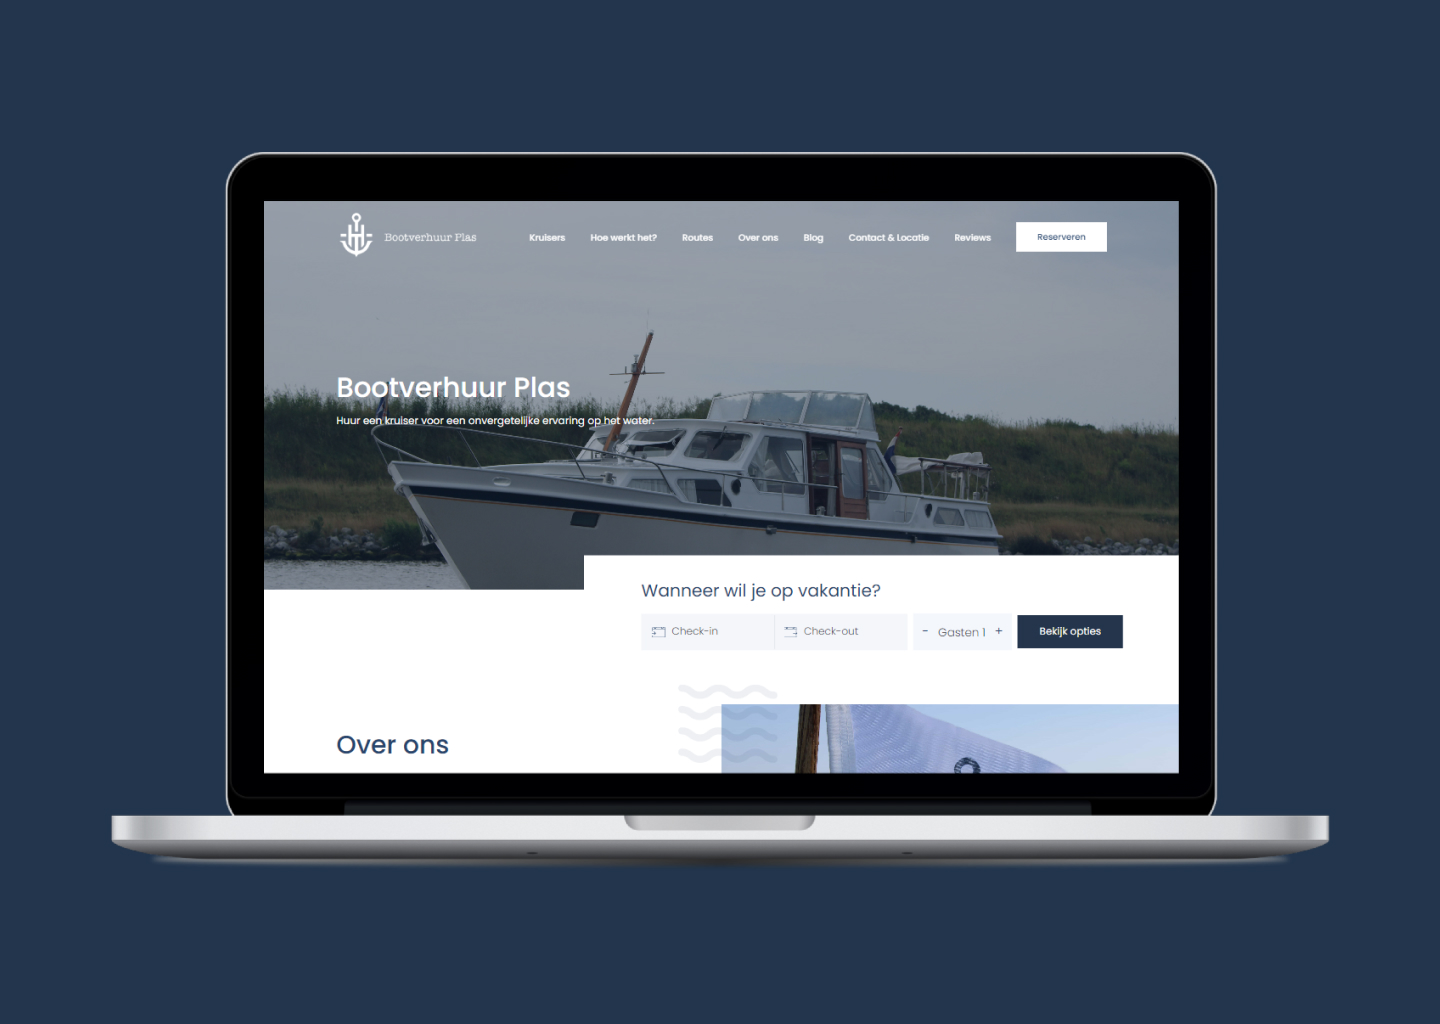 Bootverhuur Plas
Kruisers
Hoe werkt het?
Routes
Over ons
Blog
Contact & Locatie
Reviews
Reserveren
Bootverhuur Plas
Huur een kruiser voor een onvergetelijke ervaring op het water.
Wanneer wil je op vakantie?
Check-in
Check-out
- Gasten 1 +
Bekijk opties
Over ons